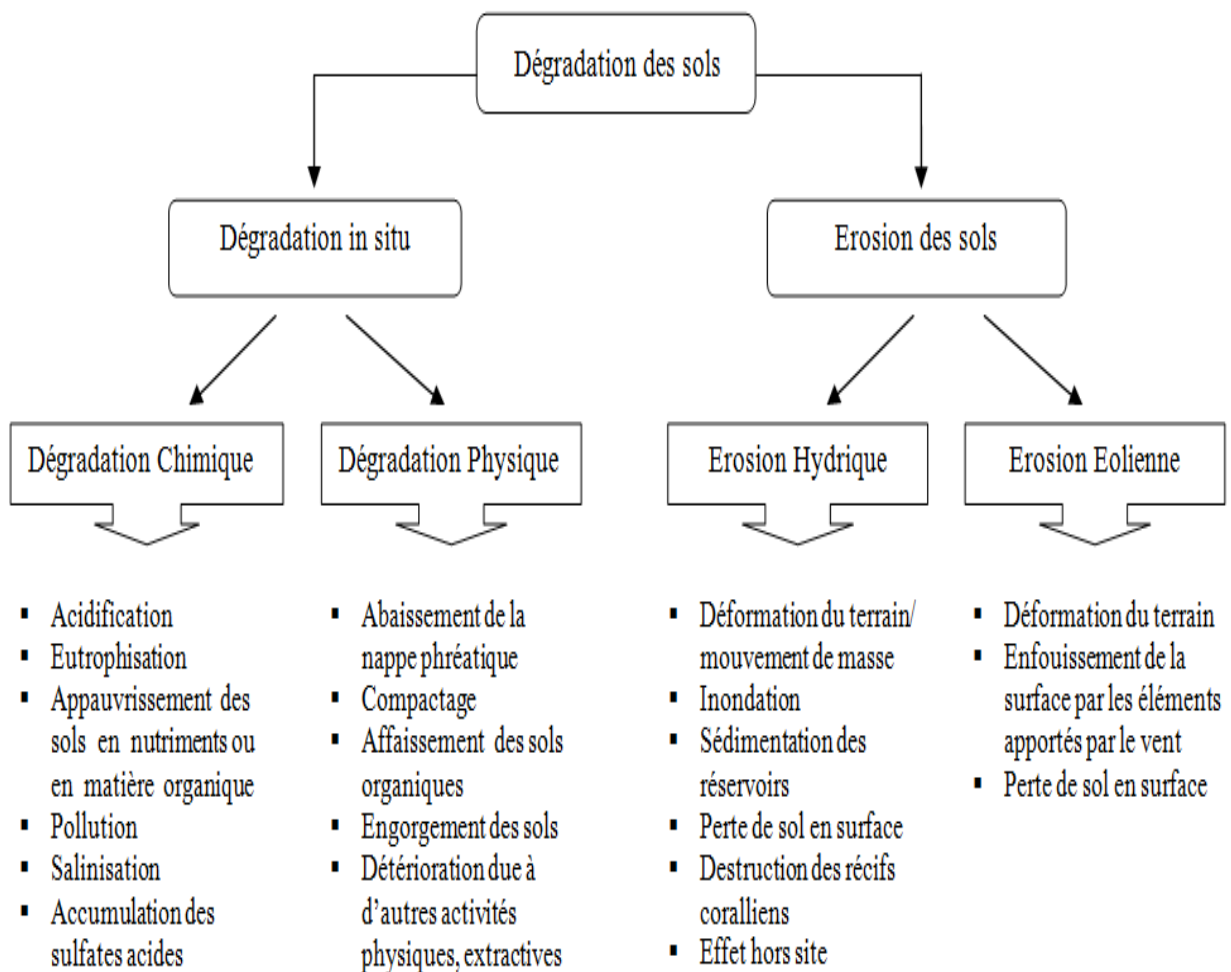 Dégradation des sols
Dégradation in situ
Erosion des sols
Dégradation Chimique
Dégradation Physique
Erosion Hydrique
Erosion Eolienne
▪ Acidification
▪ Eutrophisation
▪ Appauvrissement des
sols en nutriments ou
en matière organique
▪ Pollution
▪ Salinisation
▪ Accumulation des
sulfates acides
▪ Abaissement de la
nappe phréatique
▪ Compactage
▪ Affaissement des sols
organiques
▪ Engorgement des sols
▪ Détérioration due à
d'autres activités
physiques, extractives
▪ Déformation du terrain/
mouvement de masse
▪ Inondation
▪ Sédimentation des
réservoirs
▪ Perte de sol en surface
▪ Destruction des récifs
coralliens
▪ Effet hors site
▪ Déformation du terrain
▪ Enfouissement de la
surface par les éléments
apportés par le vent
▪ Perte de sol en surface